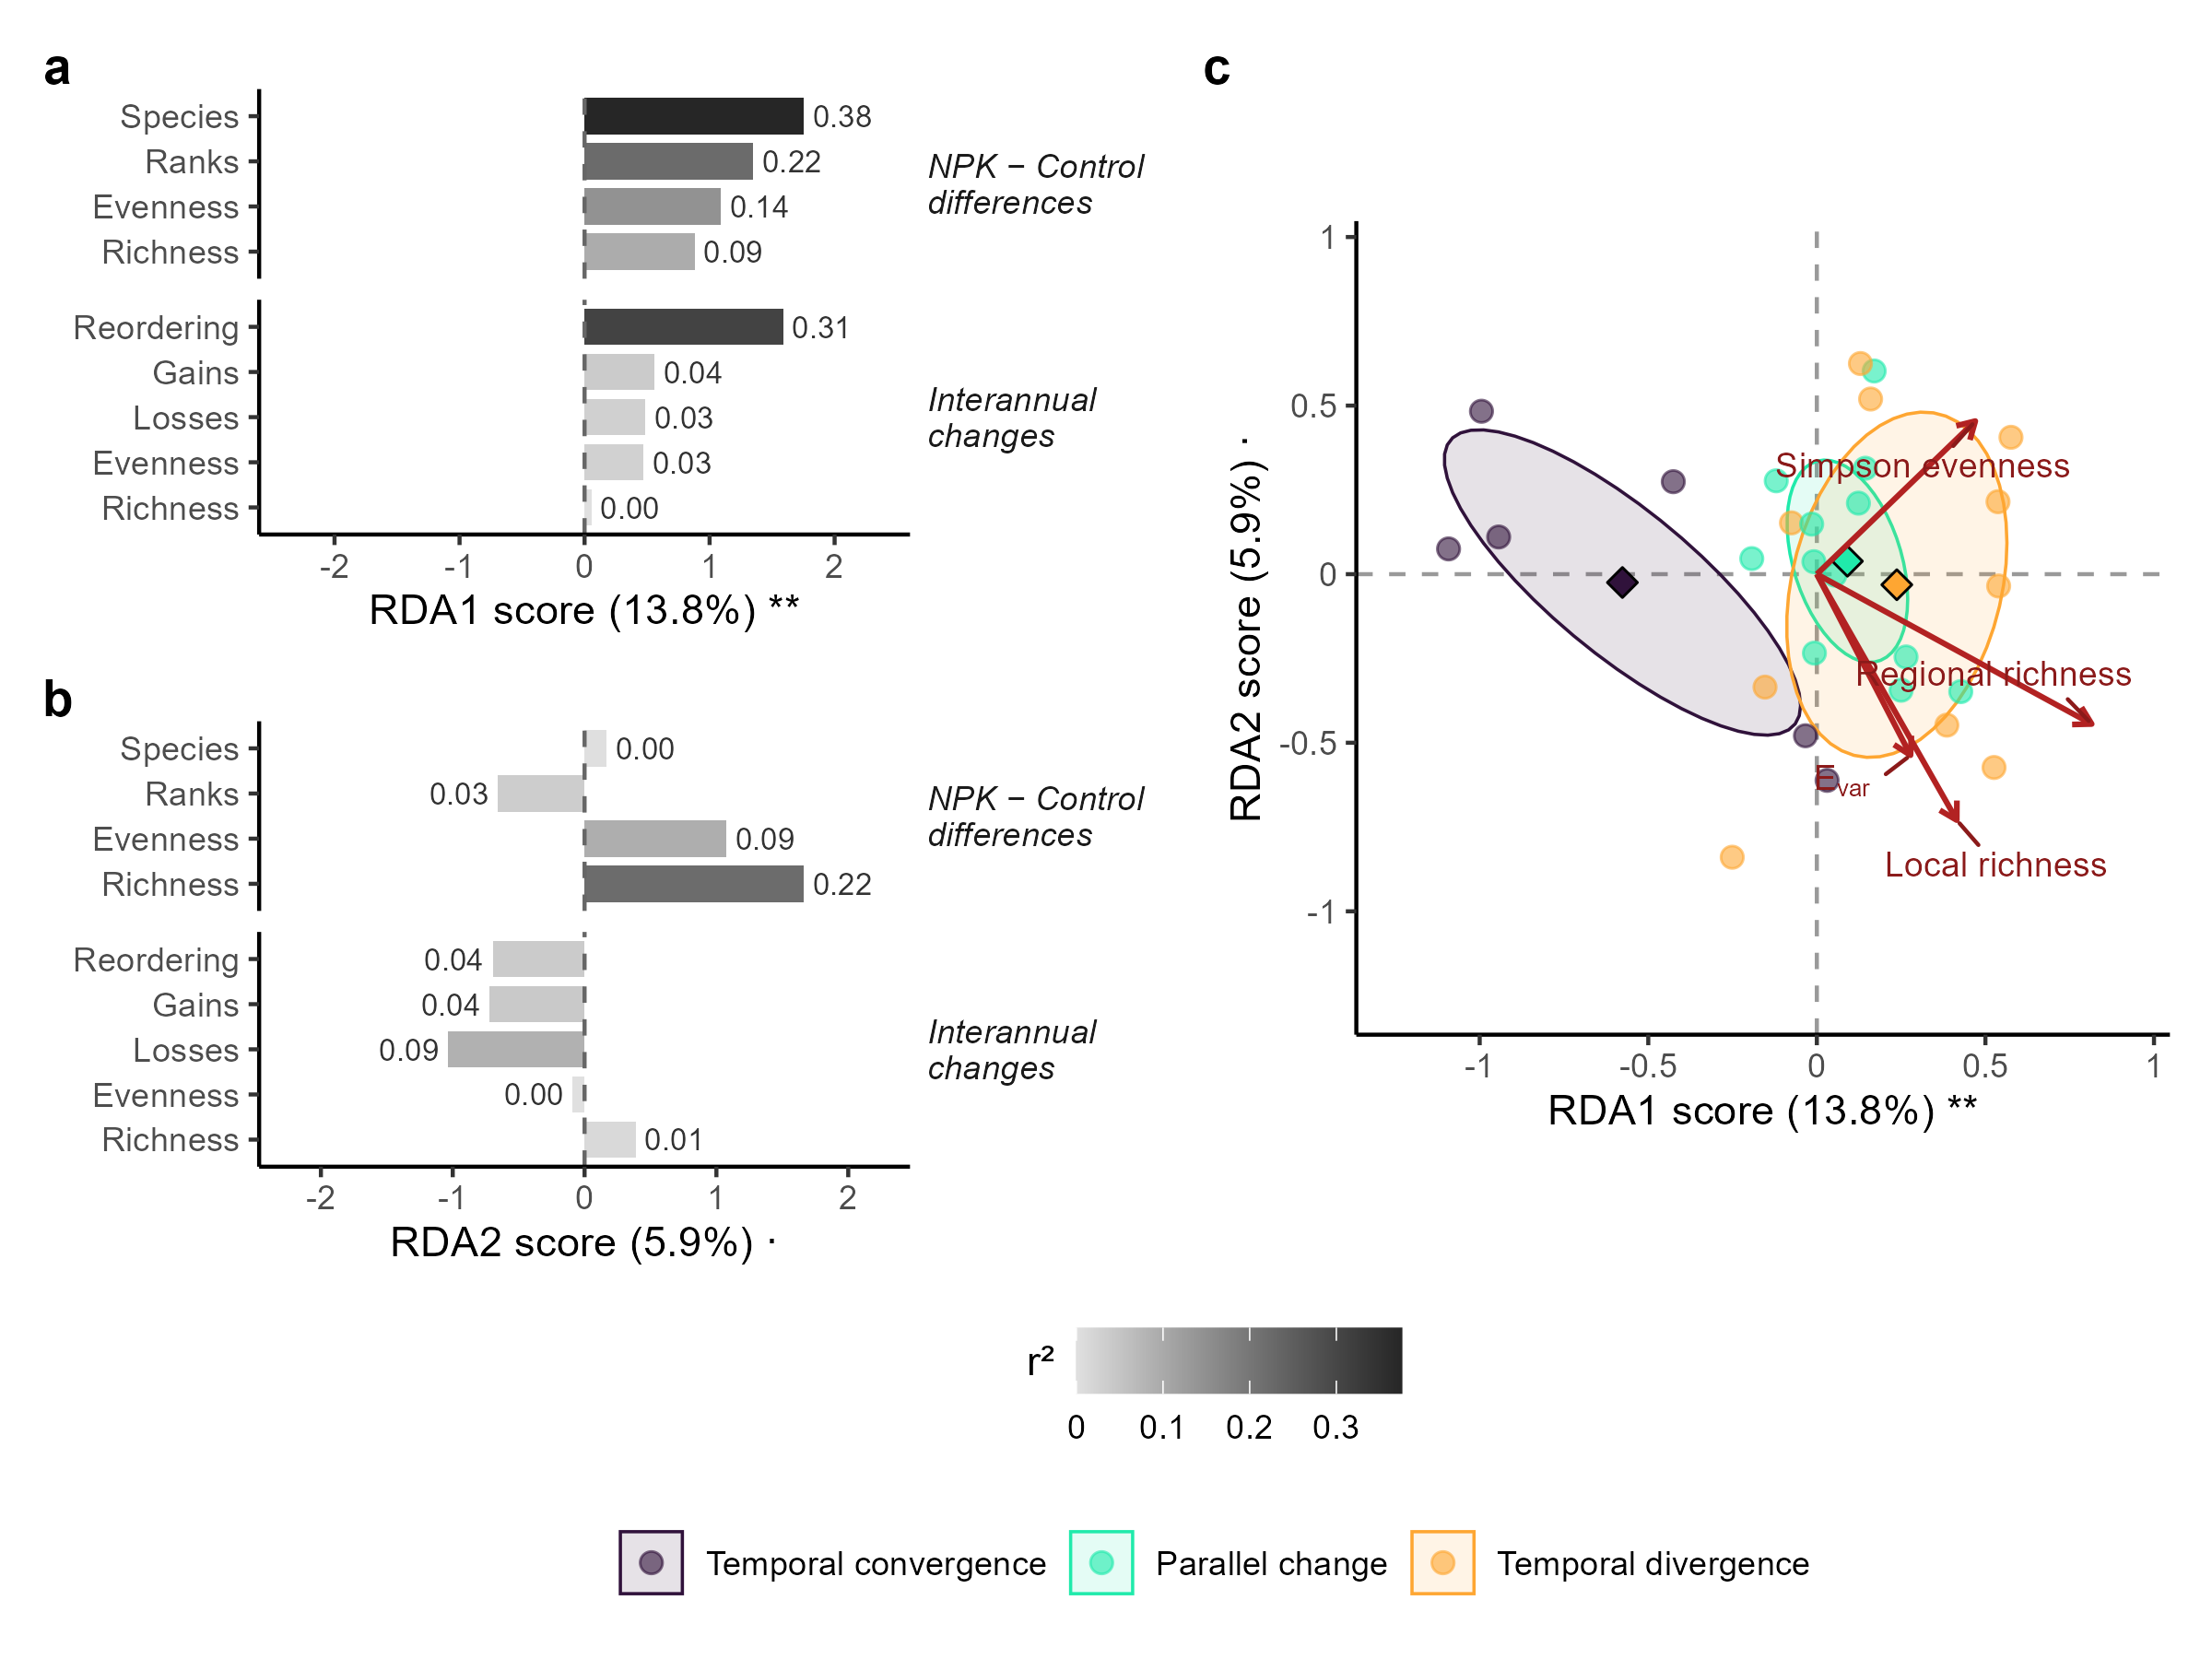 a
Species
0.38
Ranks
0.22
Evenness
0.14
Richness
0.09
NPK − Control
differences
Reordering
0.31
Gains
0.04
Losses
0.03
Evenness
0.03
Richness
0.00
Interannual
changes
-2 -1 0 1 2
RDA1 score (13.8%) **
b
Species
0.00
Ranks
0.03
Evenness
0.09
Richness
0.22
NPK − Control
differences
Reordering
0.04
Gains
0.04
Losses
0.09
Evenness
0.00
Richness
0.01
Interannual
changes
-2 -1 0 1 2
RDA2 score (5.9%) ·
c
RDA2 score (5.9%) ·
1
0.5
0
-0.5
-1
Simpson evenness
Regional richness
Evar
Local richness
-1 -0.5 0 0.5 1
RDA1 score (13.8%) **
r²
0 0.1 0.2 0.3
Temporal convergence
Parallel change
Temporal divergence